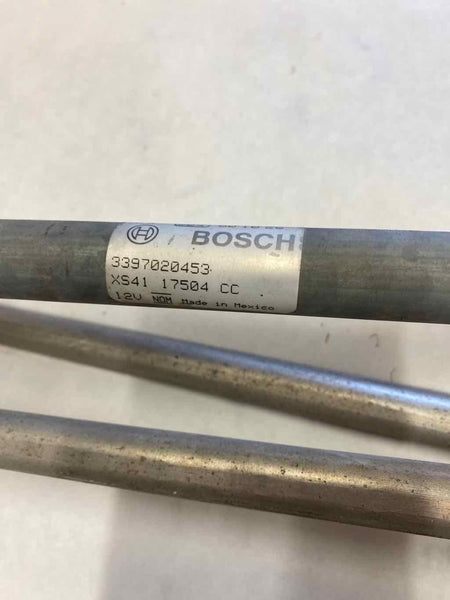 BOSCH
3397020453
XS41 17504 CC
12V NOM Made in Mexico